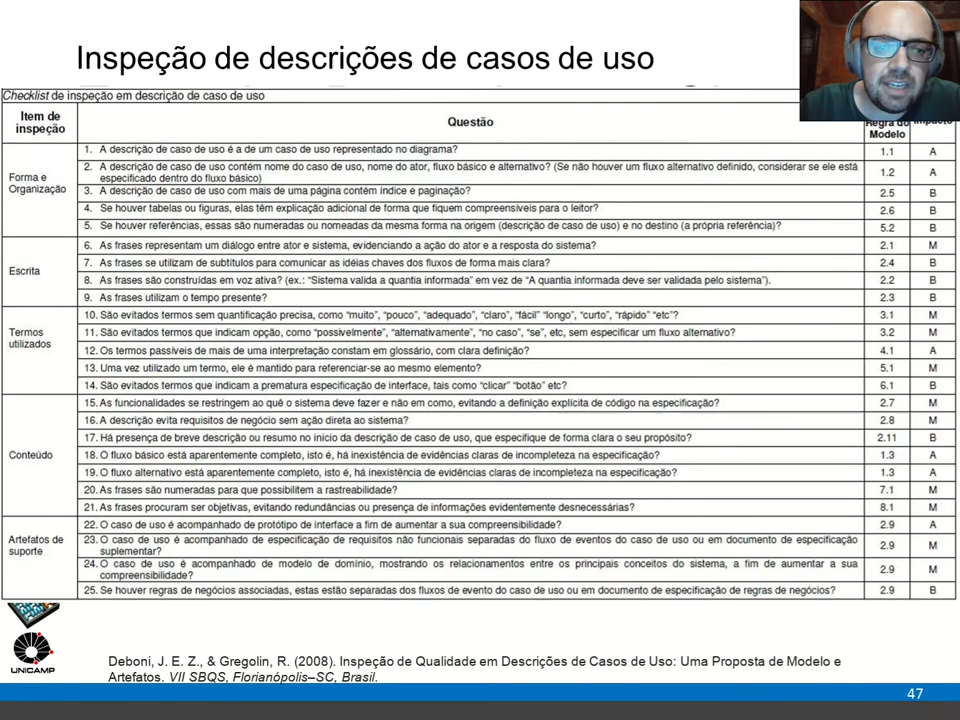 Inspeção de descrições de casos de uso
Checklist de inspeção em descrição de caso de uso
Item de inspeção Questão Regra do Modelo Impacto
Forma e Organização
1. A descrição de caso de uso é a de um caso de uso representado no diagrama? 1.1 A
2. A descrição de caso de uso contém nome do caso de uso, nome do ator, fluxo básico e alternativo? (Se não houver um fluxo alternativo definido, considerar se ele está
especificado dentro do fluxo básico) 1.2 A
3. A descrição de caso de uso com mais de uma página contém índice e paginação? 2.5 B
4. Se houver tabelas ou figuras, elas têm explicação adicional de forma que fiquem compreensíveis para o leitor? 2.6 B
5. Se houver referências, essas são numeradas ou nomeadas da mesma forma na origem (descrição de caso de uso) e no destino (a própria referência)? 5.2 B
Escrita
6. As frases representam um diálogo entre ator e sistema, evidenciando a ação do ator e a resposta do sistema? 2.1 M
7. As frases se utilizam de subtítulos para comunicar as idéias chaves dos fluxos de forma mais clara? 2.4 B
8. As frases são construídas em voz ativa? (ex.: “Sistema valida a quantia informada” em vez de “A quantia informada deve ser validada pelo sistema”). 2.2 B
9. As frases utilizam o tempo presente? 2.3 B
Termos utilizados
10. São evitados termos sem quantificação precisa, como “muito”, “pouco”, “adequado”, “claro”, “fácil” “longo”, “curto”, “rápido” “etc”? 3.1 M
11. São evitados termos que indicam opção, como “possivelmente”, “alternativamente”, “no caso”, “se”, etc, sem especificar um fluxo alternativo? 3.2 M
12. Os termos passíveis de mais de uma interpretação constam em glossário, com clara definição? 4.1 A
13. Uma vez utilizado um termo, ele é mantido para referenciar-se ao mesmo elemento? 5.1 M
14. São evitados termos que indicam a prematura especificação de interface, tais como “clicar” “botão” etc? 6.1 B
Conteúdo
15. As funcionalidades se restringem ao quê o sistema deve fazer e não em como, evitando a definição explícita de código na especificação? 2.7 M
16. A descrição evita requisitos de negócio sem ação direta ao sistema? 2.8 M
17. Há presença de breve descrição ou resumo no início da descrição de caso de uso, que especifique de forma clara o seu propósito? 2.11 B
18. O fluxo básico está aparentemente completo, isto é, há inexistência de evidências claras de incompleteza na especificação? 1.3 A
19. O fluxo alternativo está aparentemente completo, isto é, há inexistência de evidências claras de incompleteza na especificação? 1.3 A
20. As frases são numeradas para que possibilitem a rastreabilidade? 7.1 M
21. As frases procuram ser objetivas, evitando redundâncias ou presença de informações evidentemente desnecessárias? 8.1 M
Artefatos de suporte
22. O caso de uso é acompanhado de protótipo de interface a fim de aumentar a sua compreensibilidade? 2.9 A
23. O caso de uso é acompanhado de especificação de requisitos não funcionais separadas do fluxo de eventos do caso de uso ou em documento de especificação
suplementar? 2.9 M
24. O caso de uso é acompanhado de modelo de domínio, mostrando os relacionamentos entre os principais conceitos do sistema, a fim de aumentar a sua
compreensibilidade? 2.9 M
25. Se houver regras de negócios associadas, estas estão separadas dos fluxos de evento do caso de uso ou em documento de especificação de regras de negócios? 2.9 B
UNICAMP
Deboni, J. E. Z., & Gregolin, R. (2008). Inspeção de Qualidade em Descrições de Casos de Uso: Uma Proposta de Modelo e
Artefatos. VII SBQS, Florianópolis–SC, Brasil.
47